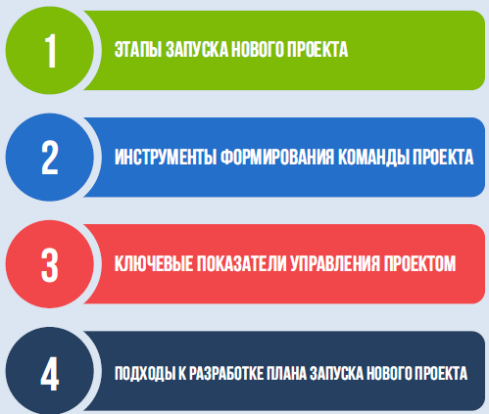 1
ЭТАПЫ ЗАПУСКА НОВОГО ПРОЕКТА
2
ИНСТРУМЕНТЫ ФОРМИРОВАНИЯ КОМАНДЫ ПРОЕКТА
3
КЛЮЧЕВЫЕ ПОКАЗАТЕЛИ УПРАВЛЕНИЯ ПРОЕКТОМ
4
ПОДХОДЫ К РАЗРАБОТКЕ ПЛАНА ЗАПУСКА НОВОГО ПРОЕКТА